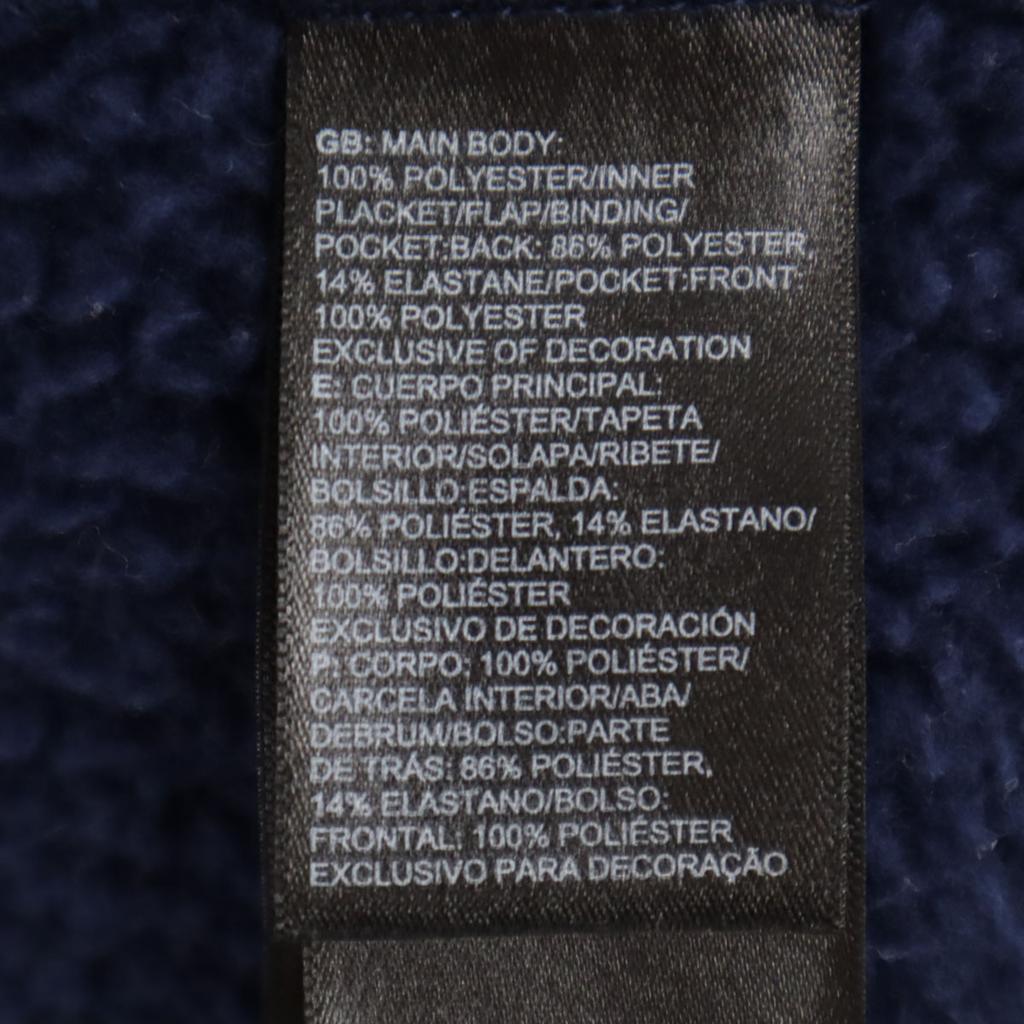 GB: MAIN BODY:
100% POLYESTER/INNER
PLACKET/FLAP/BINDING/
POCKET:BACK: 86% POLYESTER,
14% ELASTANE/POCKET:FRONT:
100% POLYESTER
EXCLUSIVE OF DECORATION
E: CUERPO PRINCIPAL:
100% POLIÉSTER/TAPETA
INTERIOR/SOLAPA/RIBETE/
BOLSILLO:ESPALDA:
86% POLIÉSTER, 14% ELASTANO/
BOLSILLO:DELANTERO:
100% POLIÉSTER
EXCLUSIVO DE DECORACIÓN
P: CORPO: 100% POLIÉSTER/
CARCELA INTERIOR/ABA/
DEBRUM/BOLSO:PARTE
DE TRÁS: 86% POLIÉSTER,
14% ELASTANO/BOLSO:
FRONTAL: 100% POLIÉSTER
EXCLUSIVO PARA DECORAÇÃO